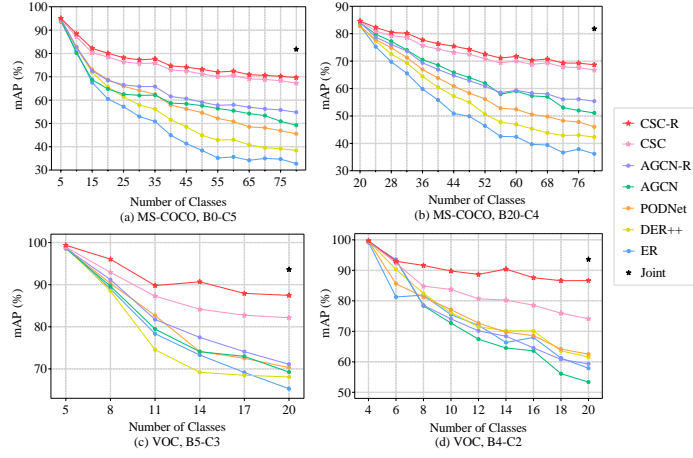 100
90
80
70
60
50
40
30
mAP (%)
5
15
25
35
45
55
65
75
Number of Classes
(a) MS-COCO, B0-C5
90
80
70
60
50
40
30
mAP (%)
20
28
36
44
52
60
68
76
Number of Classes
(b) MS-COCO, B20-C4
100
90
80
70
mAP (%)
5
8
11
14
17
20
Number of Classes
(c) VOC, B5-C3
100
90
80
70
60
50
mAP (%)
4
6
8
10
12
14
16
18
20
Number of Classes
(d) VOC, B4-C2
CSC-R
CSC
AGCN-R
AGCN
PODNet
DER++
ER
Joint